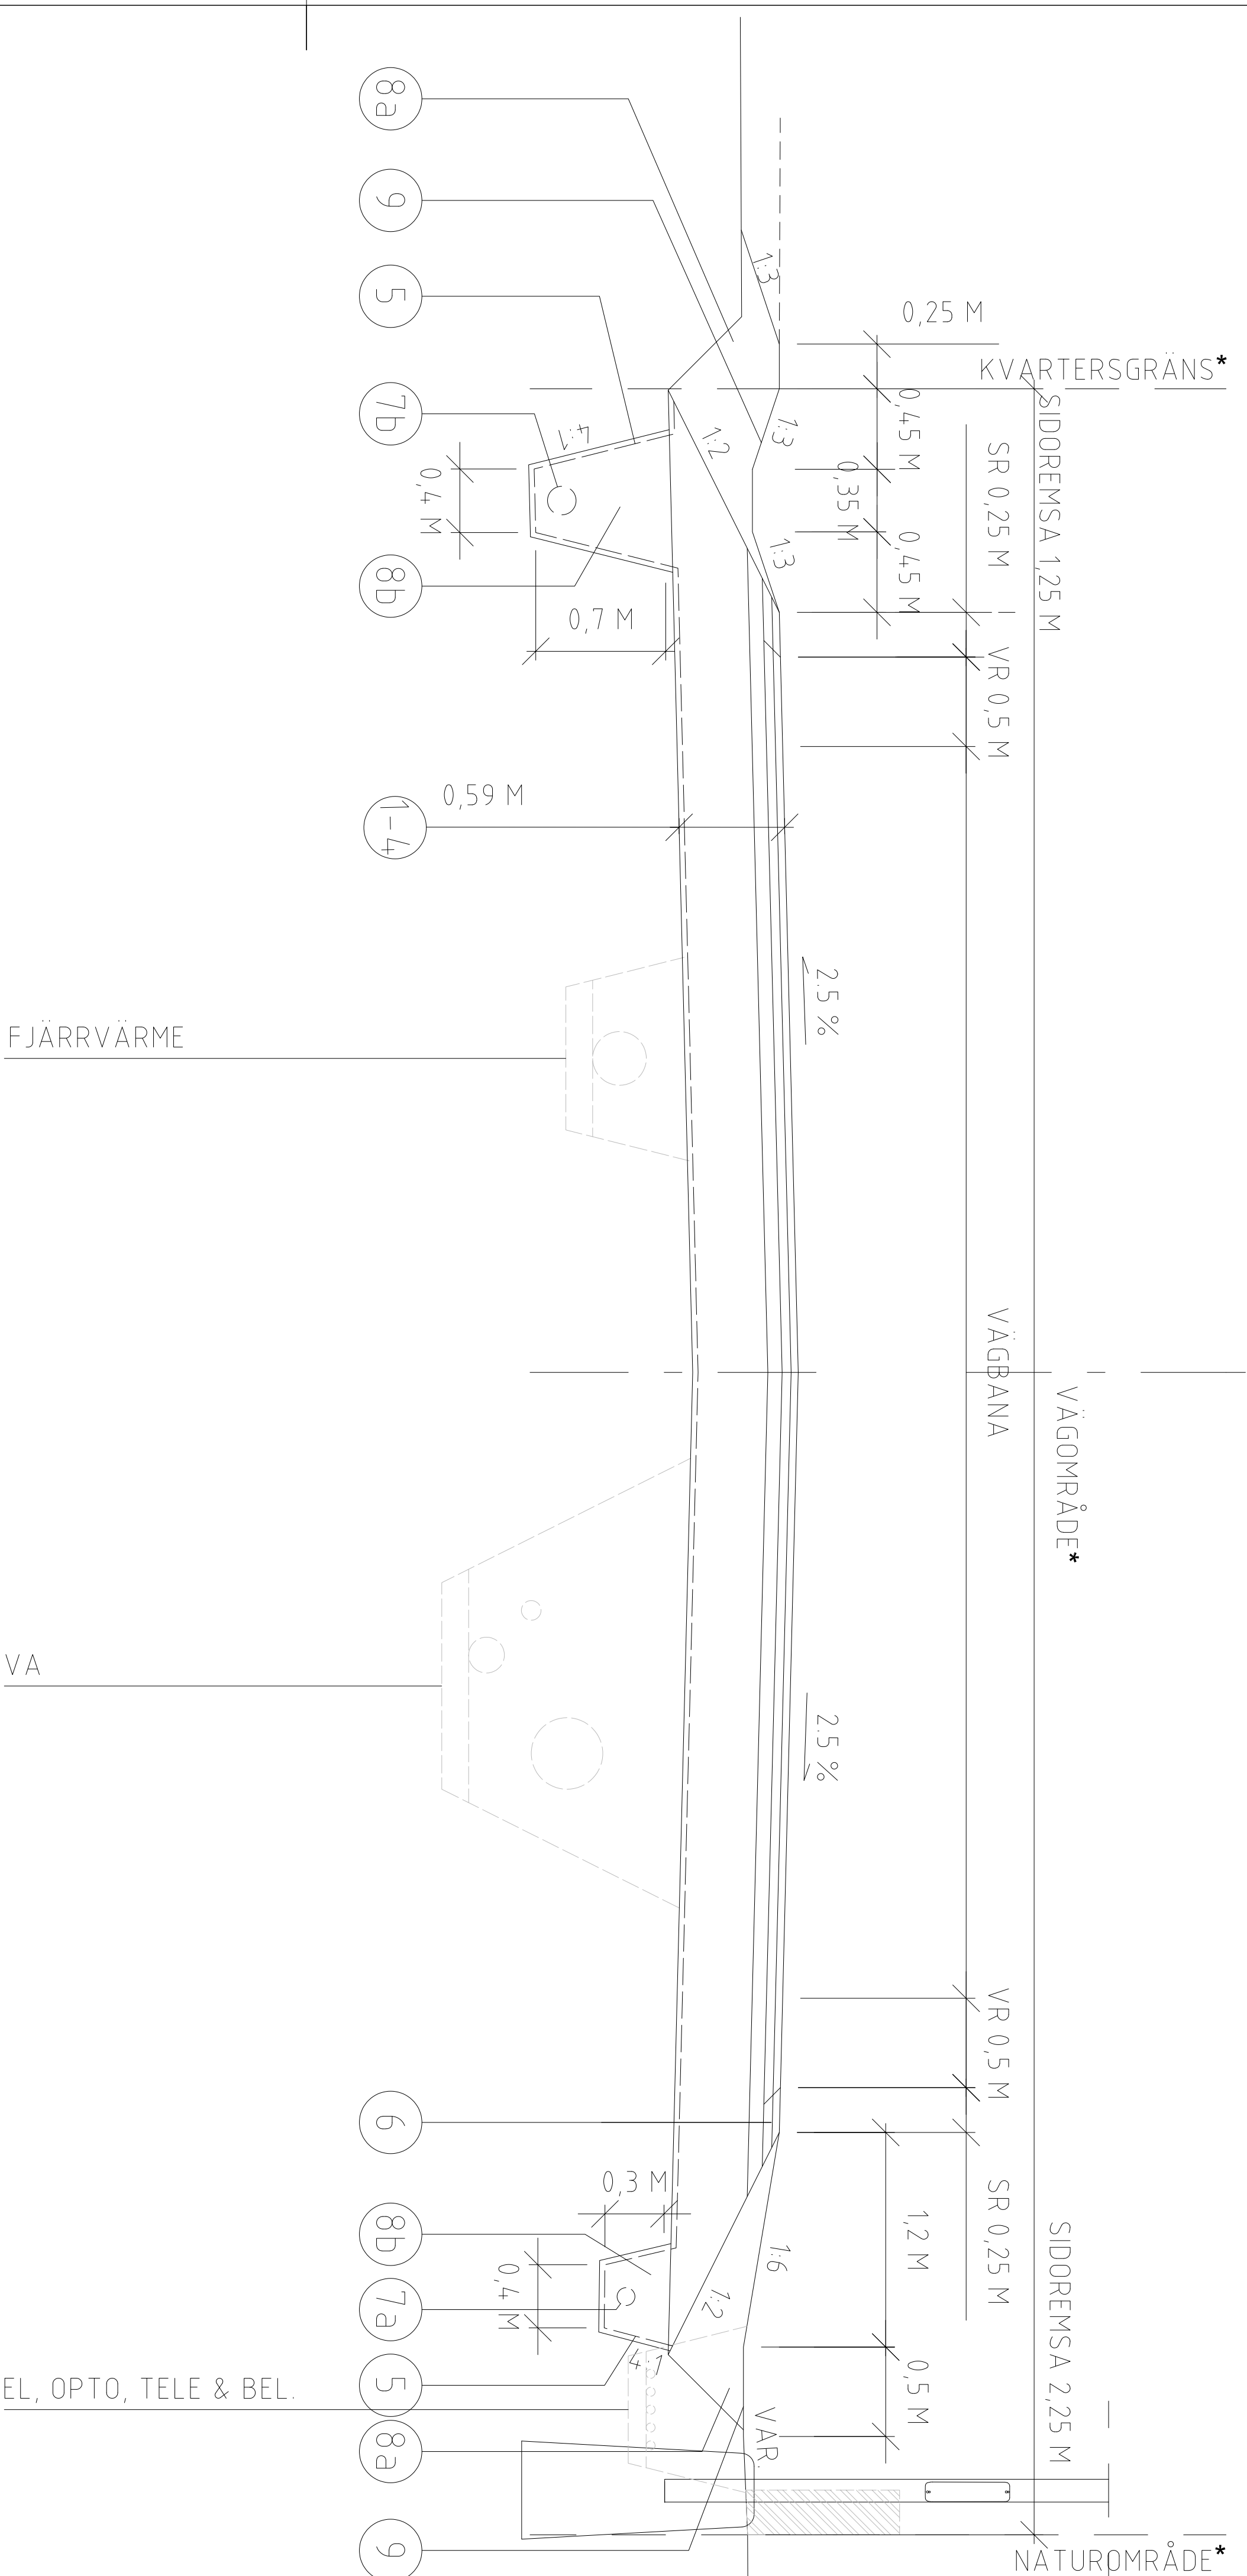 KVARTERSGRÄNS*
NATUROMRÅDE*
VÄGOMRÅDE*
SIDOREMSA 1,25 M
SIDOREMSA 2,25 M
SR 0,25 M
VR 0,5 M
VÄGBANA
VR 0,5 M
SR 0,25 M
0,25 M
0,45 M
0,35 M
0,45 M
1,2 M
0,5 M
1:3
1:3
1:3
2.5 %
2.5 %
1:6
VAR.
1:2
1:2
4:1
4:1
0,4 M
0,7 M
0,59 M
0,3 M
0,4 M
8a
9
5
7b
8b
1-4
6
8b
7a
5
8a
9
FJÄRRVÄRME
VA
EL, OPTO, TELE & BEL.